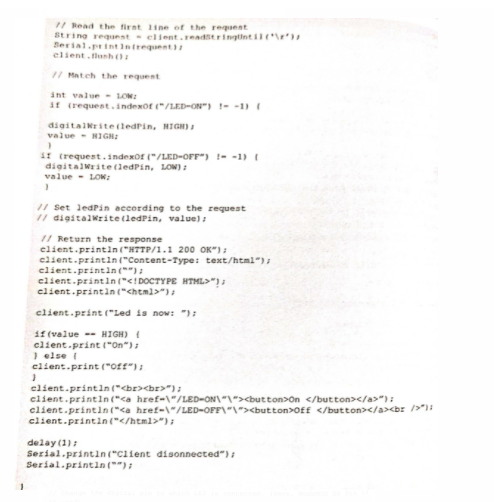 // Read the first line of the request
String request = client.readStringUntil('\r');
Serial.println(request);
client.flush();
// Match the request
int value = LOW;
if (request.indexOf("/LED=ON") != -1) {
digitalWrite(ledPin, HIGH);
value = HIGH;
}
if (request.indexOf("/LED=OFF") != -1) {
digitalWrite(ledPin, LOW);
value = LOW;
}
// Set ledPin according to the request
// digitalWrite(ledPin, value);
// Return the response
client.println("HTTP/1.1 200 OK");
client.println("Content-Type: text/html");
client.println("");
client.println("<!DOCTYPE HTML>");
client.println("<html>");
client.print("Led is now: ");
if(value == HIGH) {
client.print("On");
} else {
client.print("Off");
}
client.println("<br><br>");
client.println("<a href=\"/LED=ON\"\"><button>On </button></a>");
client.println("<a href=\"/LED=OFF\"\"><button>Off </button></a><br />");
client.println("</html>");
delay(1);
Serial.println("Client disonnected");
Serial.println("");
}